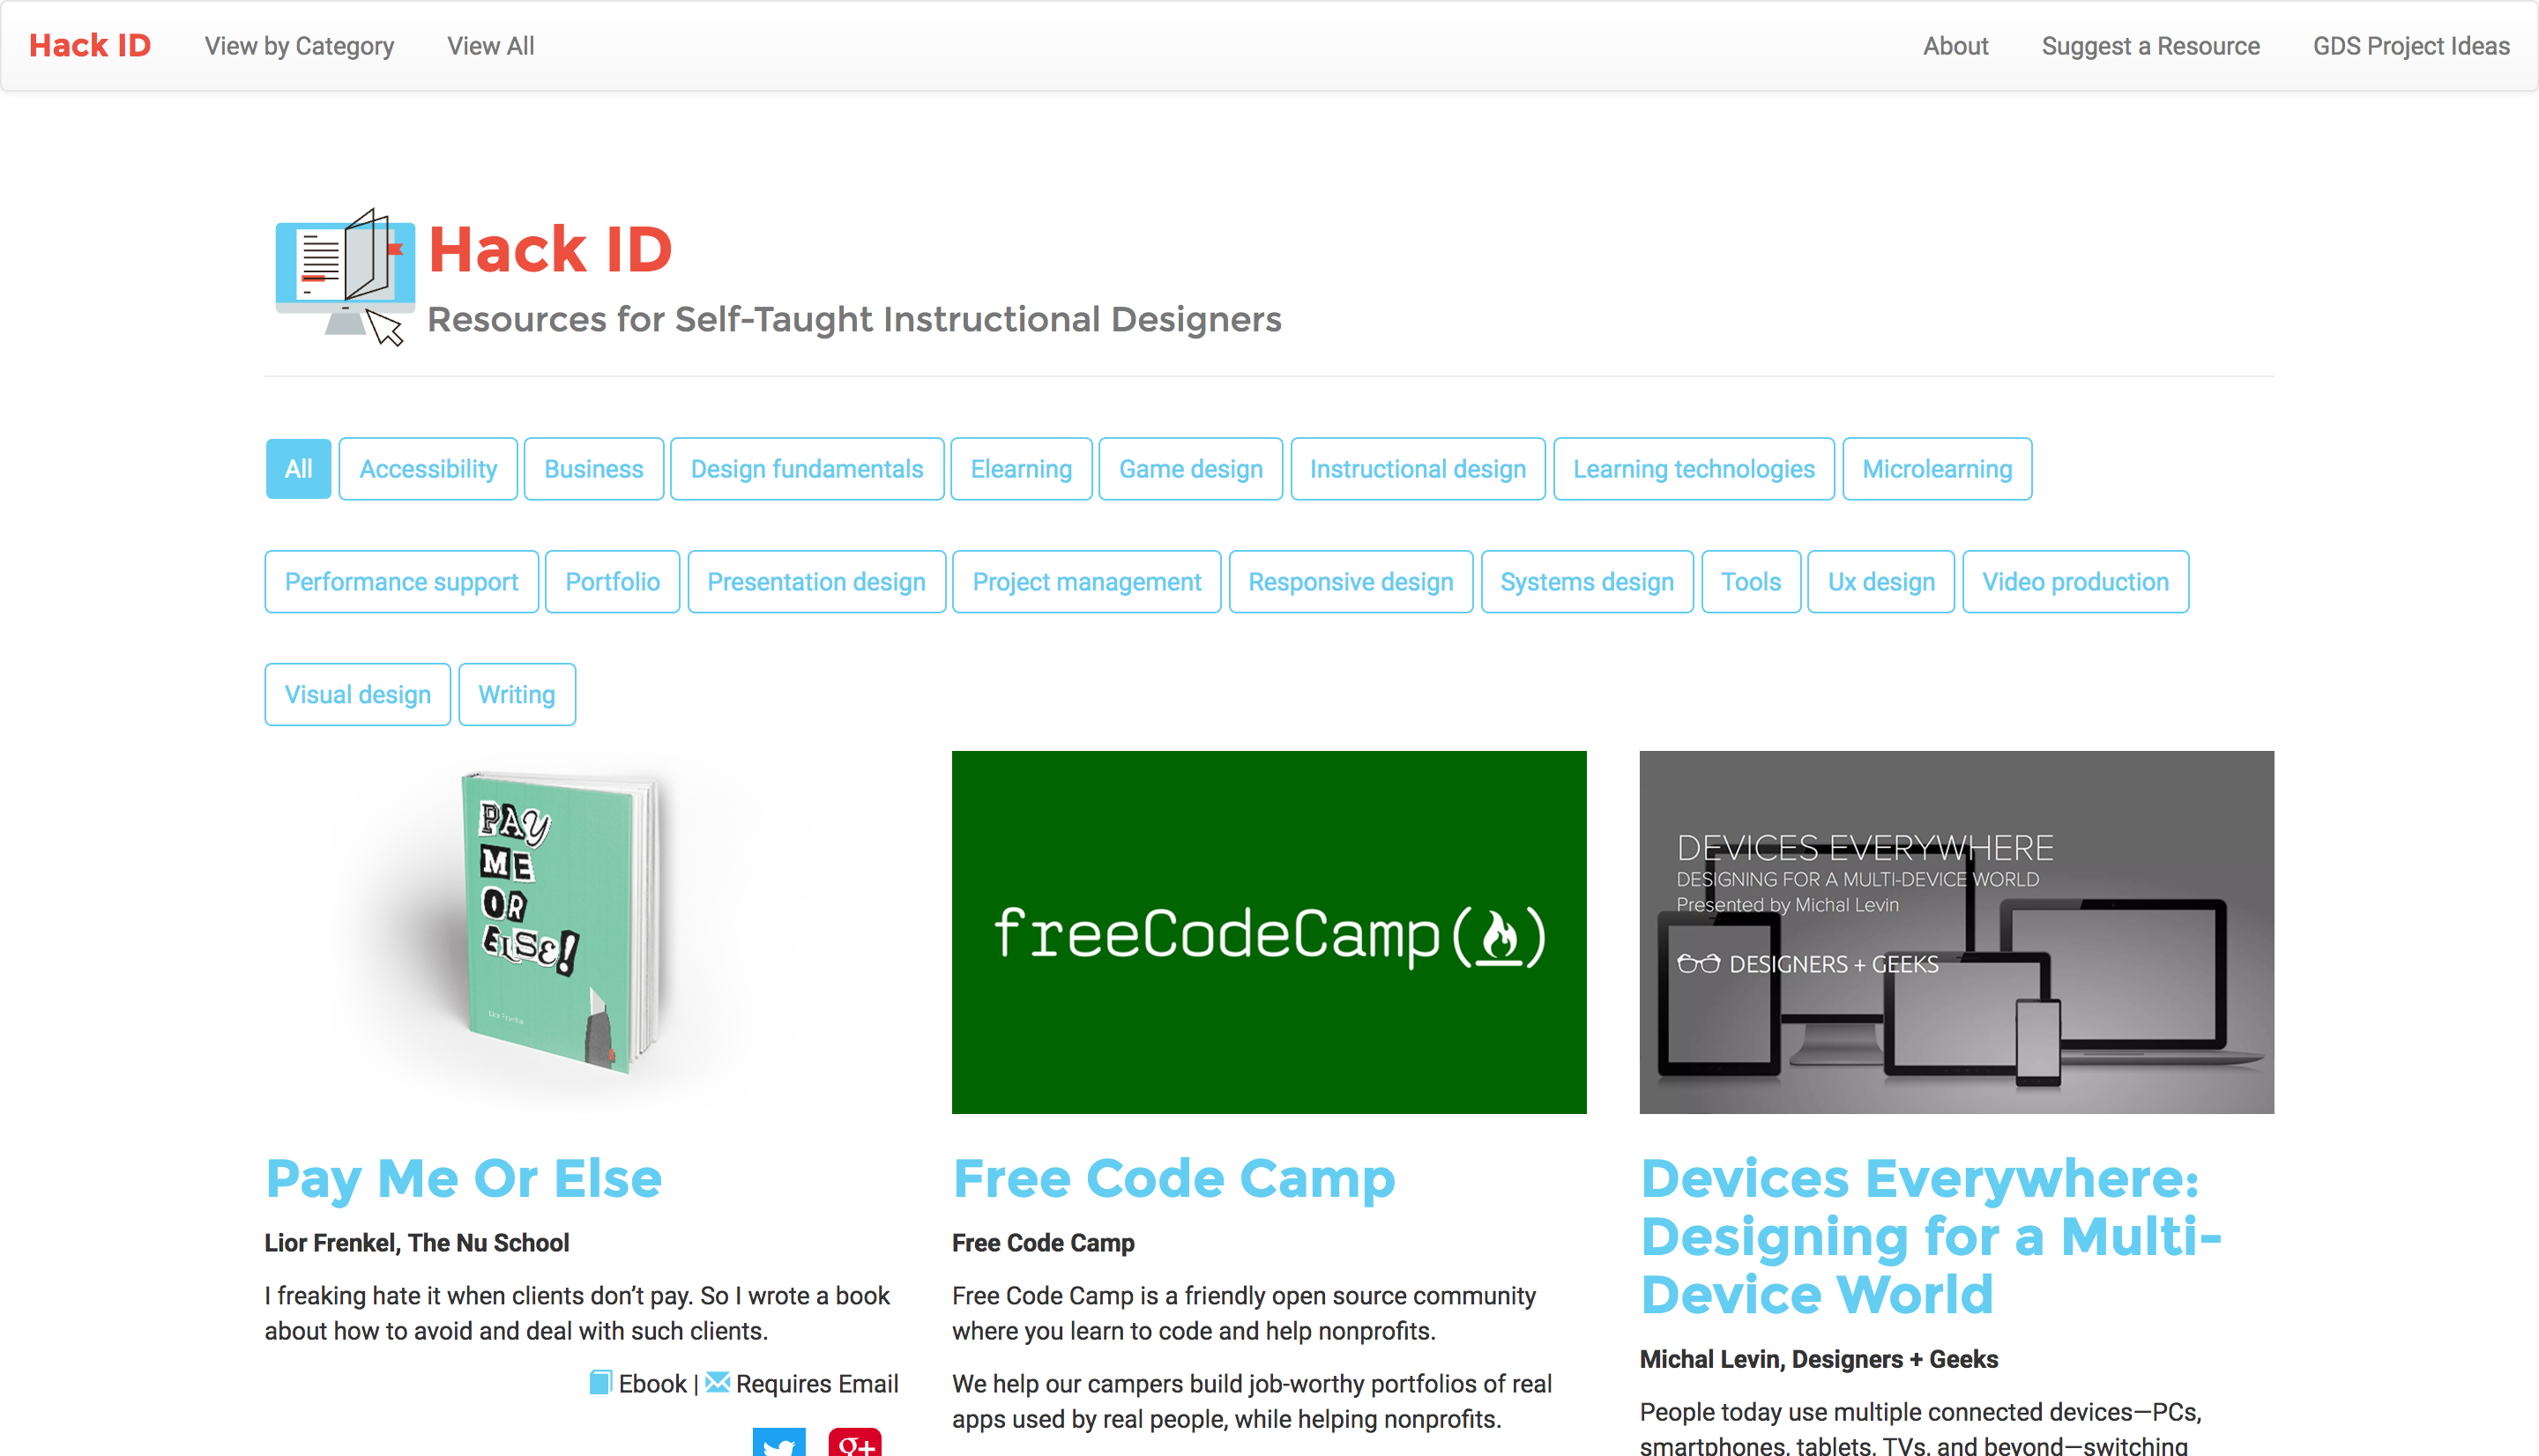 Hack ID View by Category View All About Suggest a Resource GDS Project Ideas
Hack ID
Resources for Self-Taught Instructional Designers
All Accessibility Business Design fundamentals Elearning Game design Instructional design Learning technologies Microlearning
Performance support Portfolio Presentation design Project management Responsive design Systems design Tools Ux design Video production
Visual design Writing
PAY
ME
OR
ELSE!
Lior Frenkel
freeCodeCamp
DEVICES EVERYWHERE
DESIGNING FOR A MULTI-DEVICE WORLD
Presented by Michal Levin
DESIGNERS + GEEKS
Pay Me Or Else
Lior Frenkel, The Nu School
I freaking hate it when clients don’t pay. So I wrote a book
about how to avoid and deal with such clients.
Ebook | Requires Email
g+
Free Code Camp
Free Code Camp
Free Code Camp is a friendly open source community
where you learn to code and help nonprofits.
We help our campers build job-worthy portfolios of real
apps used by real people, while helping nonprofits.
Devices Everywhere:
Designing for a Multi-
Device World
Michal Levin, Designers + Geeks
People today use multiple connected devices—PCs,
smartphones, tablets, TVs, and beyond—switching